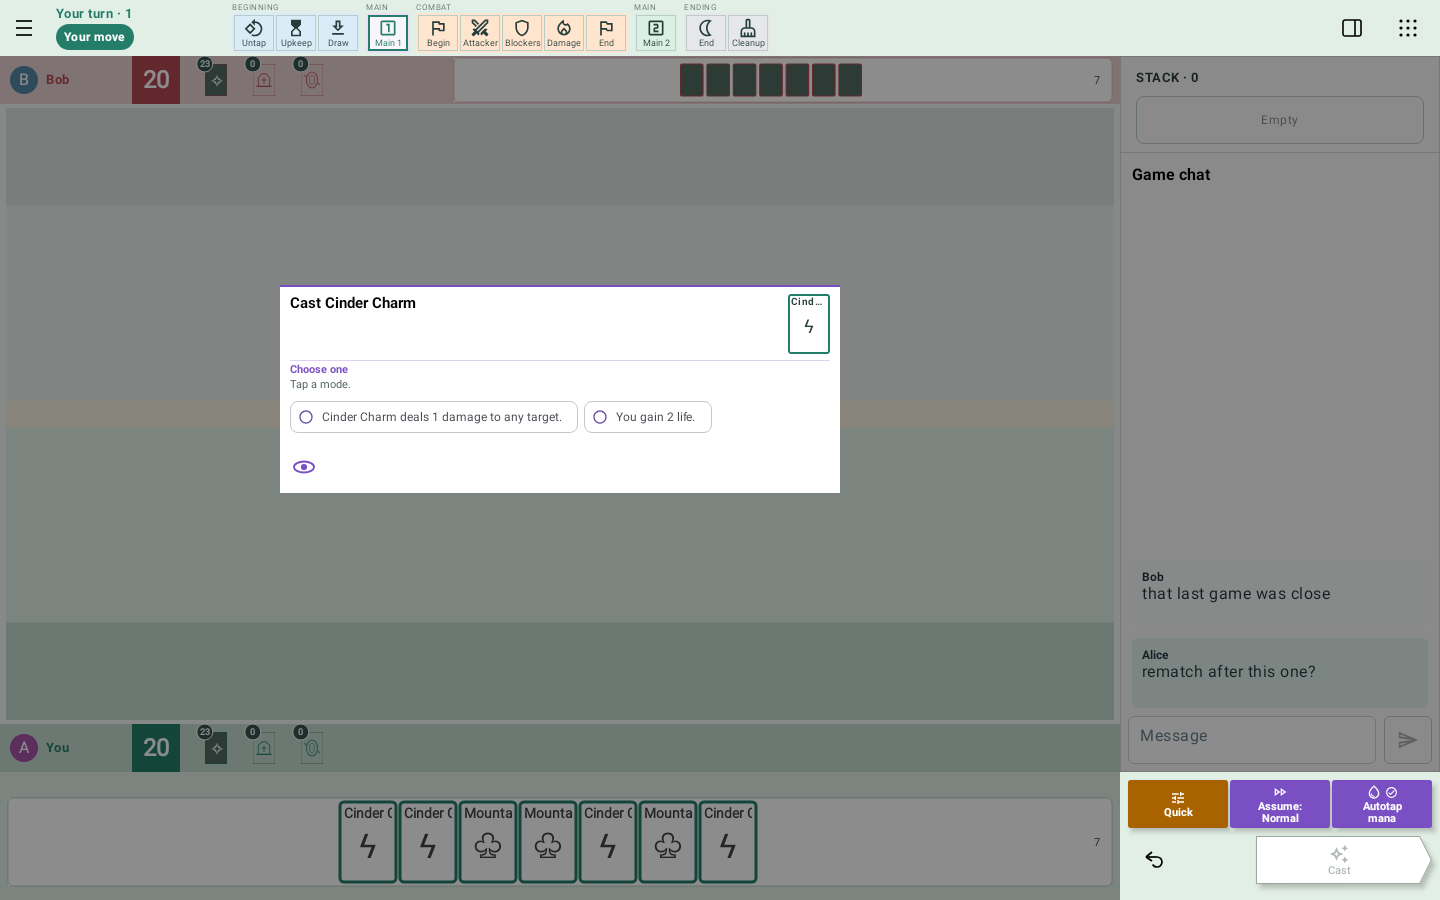 Your turn · 1
Your move
BEGINNING
Untap
Upkeep
Draw
MAIN
1
Main 1
COMBAT
Begin
Attacker
Blockers
Damage
End
MAIN
2
Main 2
ENDING
End
Cleanup
B
Bob
20
23
0
0
7
STACK · 0
Empty
Game chat
Cast Cinder Charm
Cind...
Choose one
Tap a mode.
Cinder Charm deals 1 damage to any target.
You gain 2 life.
Bob
that last game was close
Alice
rematch after this one?
Message
A
You
20
23
0
0
Cinder C
Cinder C
Mounta
Mounta
Cinder C
Mounta
Cinder C
7
Quick
Assume:
Normal
Autotap
mana
Cast